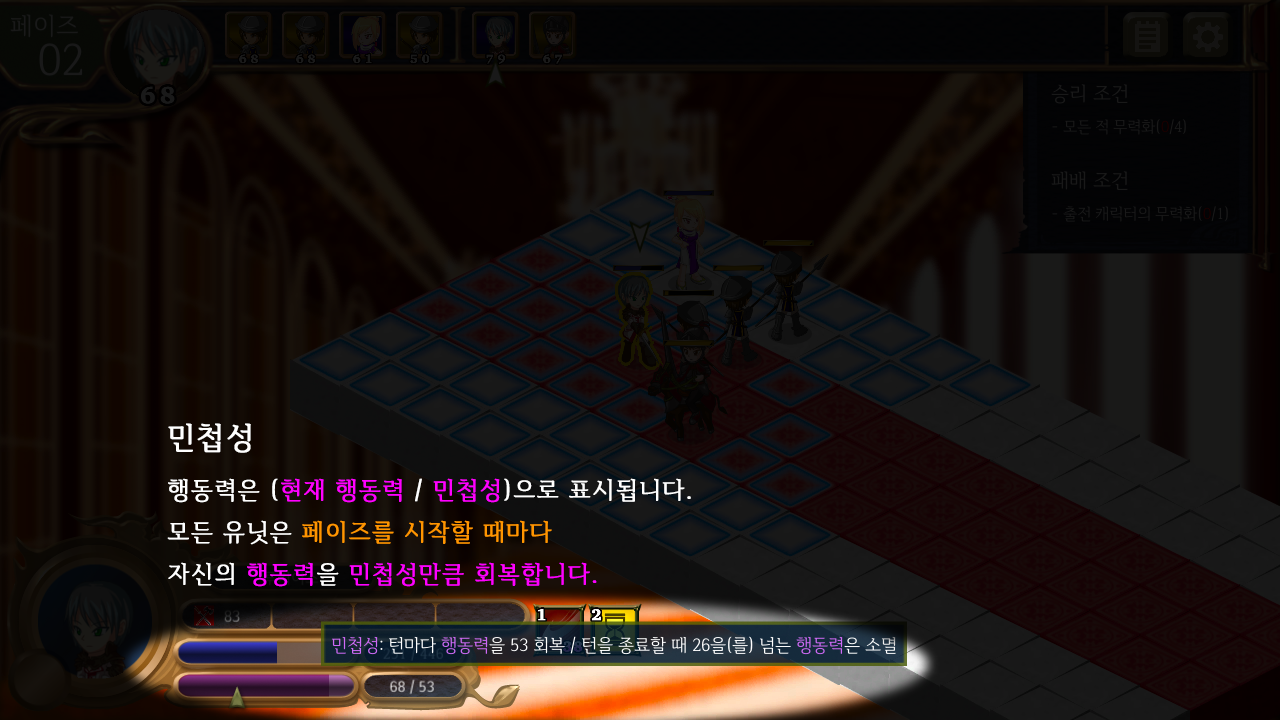 페이즈
02
68
68 68 61 50 79 67
승리 조건
- 모든 적 무력화(0/4)
패배 조건
- 출전 캐릭터의 무력화(0/1)
민첩성
행동력은 (현재 행동력 / 민첩성)으로 표시됩니다.
모든 유닛은 페이즈를 시작할 때마다
자신의 행동력을 민첩성만큼 회복합니다.
83
1 2
민첩성: 턴마다 행동력을 53 회복 / 턴을 종료할 때 26을(를) 넘는 행동력은 소멸
68 / 53